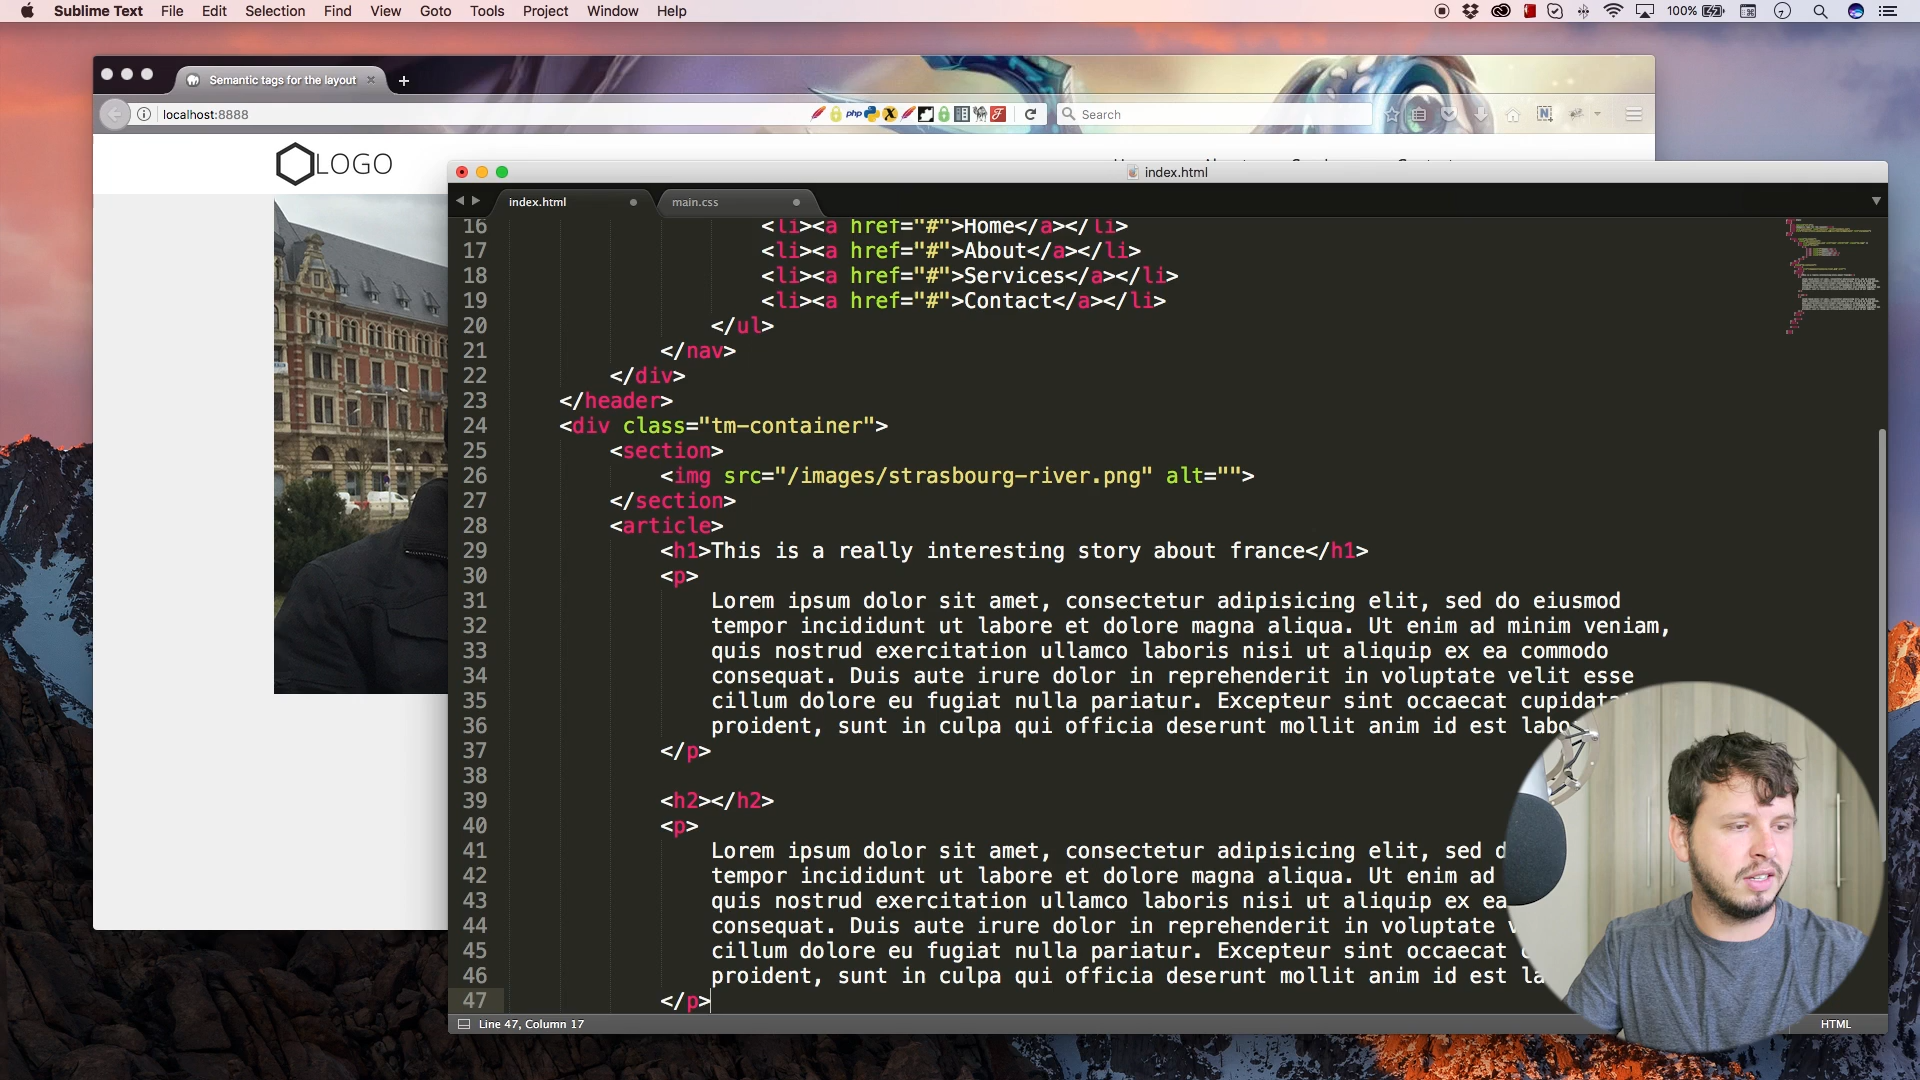 Sublime Text File Edit Selection Find View Goto Tools Project Window Help 100%
Semantic tags for the layout
localhost:8888
php
Search
LOGO
index.html
index.html
main.css
16 <li><a href="#">Home</a></li>
17 <li><a href="#">About</a></li>
18 <li><a href="#">Services</a></li>
19 <li><a href="#">Contact</a></li>
20 </ul>
21 </nav>
22 </div>
23 </header>
24 <div class="tm-container">
25 <section>
26 <img src="/images/strasbourg-river.png" alt="">
27 </section>
28 <article>
29 <h1>This is a really interesting story about france</h1>
30 <p>
31 Lorem ipsum dolor sit amet, consectetur adipisicing elit, sed do eiusmod
32 tempor incididunt ut labore et dolore magna aliqua. Ut enim ad minim veniam,
33 quis nostrud exercitation ullamco laboris nisi ut aliquip ex ea commodo
34 consequat. Duis aute irure dolor in reprehenderit in voluptate velit esse
35 cillum dolore eu fugiat nulla pariatur. Excepteur sint occaecat
36 proident, sunt in culpa qui officia deserunt mollit anim id est
37 </p>
38
39 <h2></h2>
40 <p>
41 Lorem ipsum dolor sit amet, consectetur adipisicing elit, sed
42 tempor incididunt ut labore et dolore magna aliqua. Ut enim ad
43 quis nostrud exercitation ullamco laboris nisi ut aliquip ex ea
44 consequat. Duis aute irure dolor in reprehenderit in voluptate
45 cillum dolore eu fugiat nulla pariatur. Excepteur sint occaecat
46 proident, sunt in culpa qui officia deserunt mollit anim id est
47 </p>
Line 47, Column 17
HTML